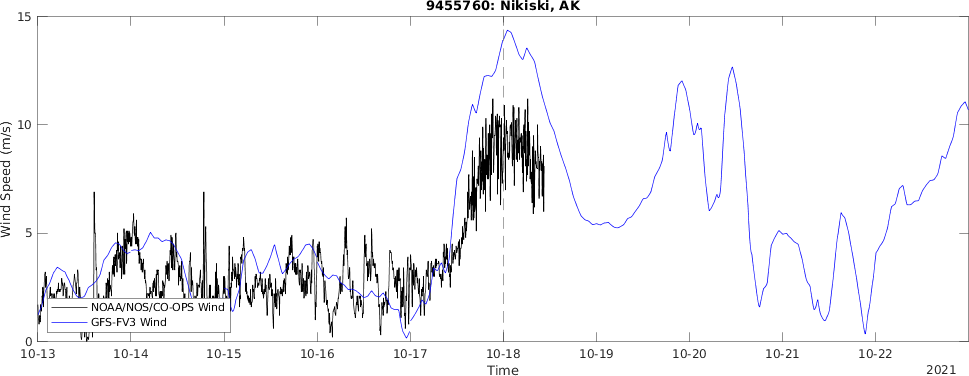 9455760: Nikiski, AK
Wind Speed (m/s)
15
10
5
0
NOAA/NOS/CO-OPS Wind
GFS-FV3 Wind
10-13 10-14 10-15 10-16 10-17 10-18 10-19 10-20 10-21 10-22
Time
2021